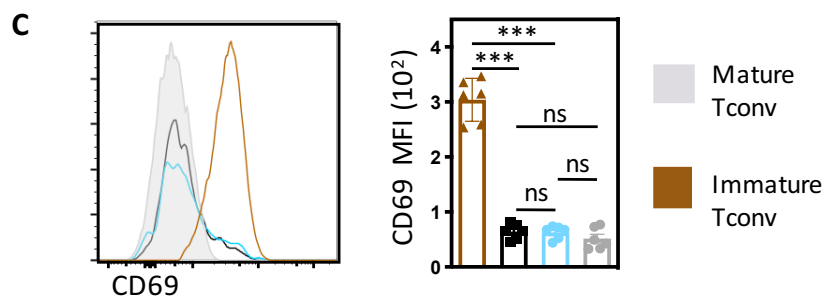 C
CD69
CD69 MFI (10²)
4
3
2
1
0
***
***
ns
ns
ns
Mature
Tconv
Immature
Tconv